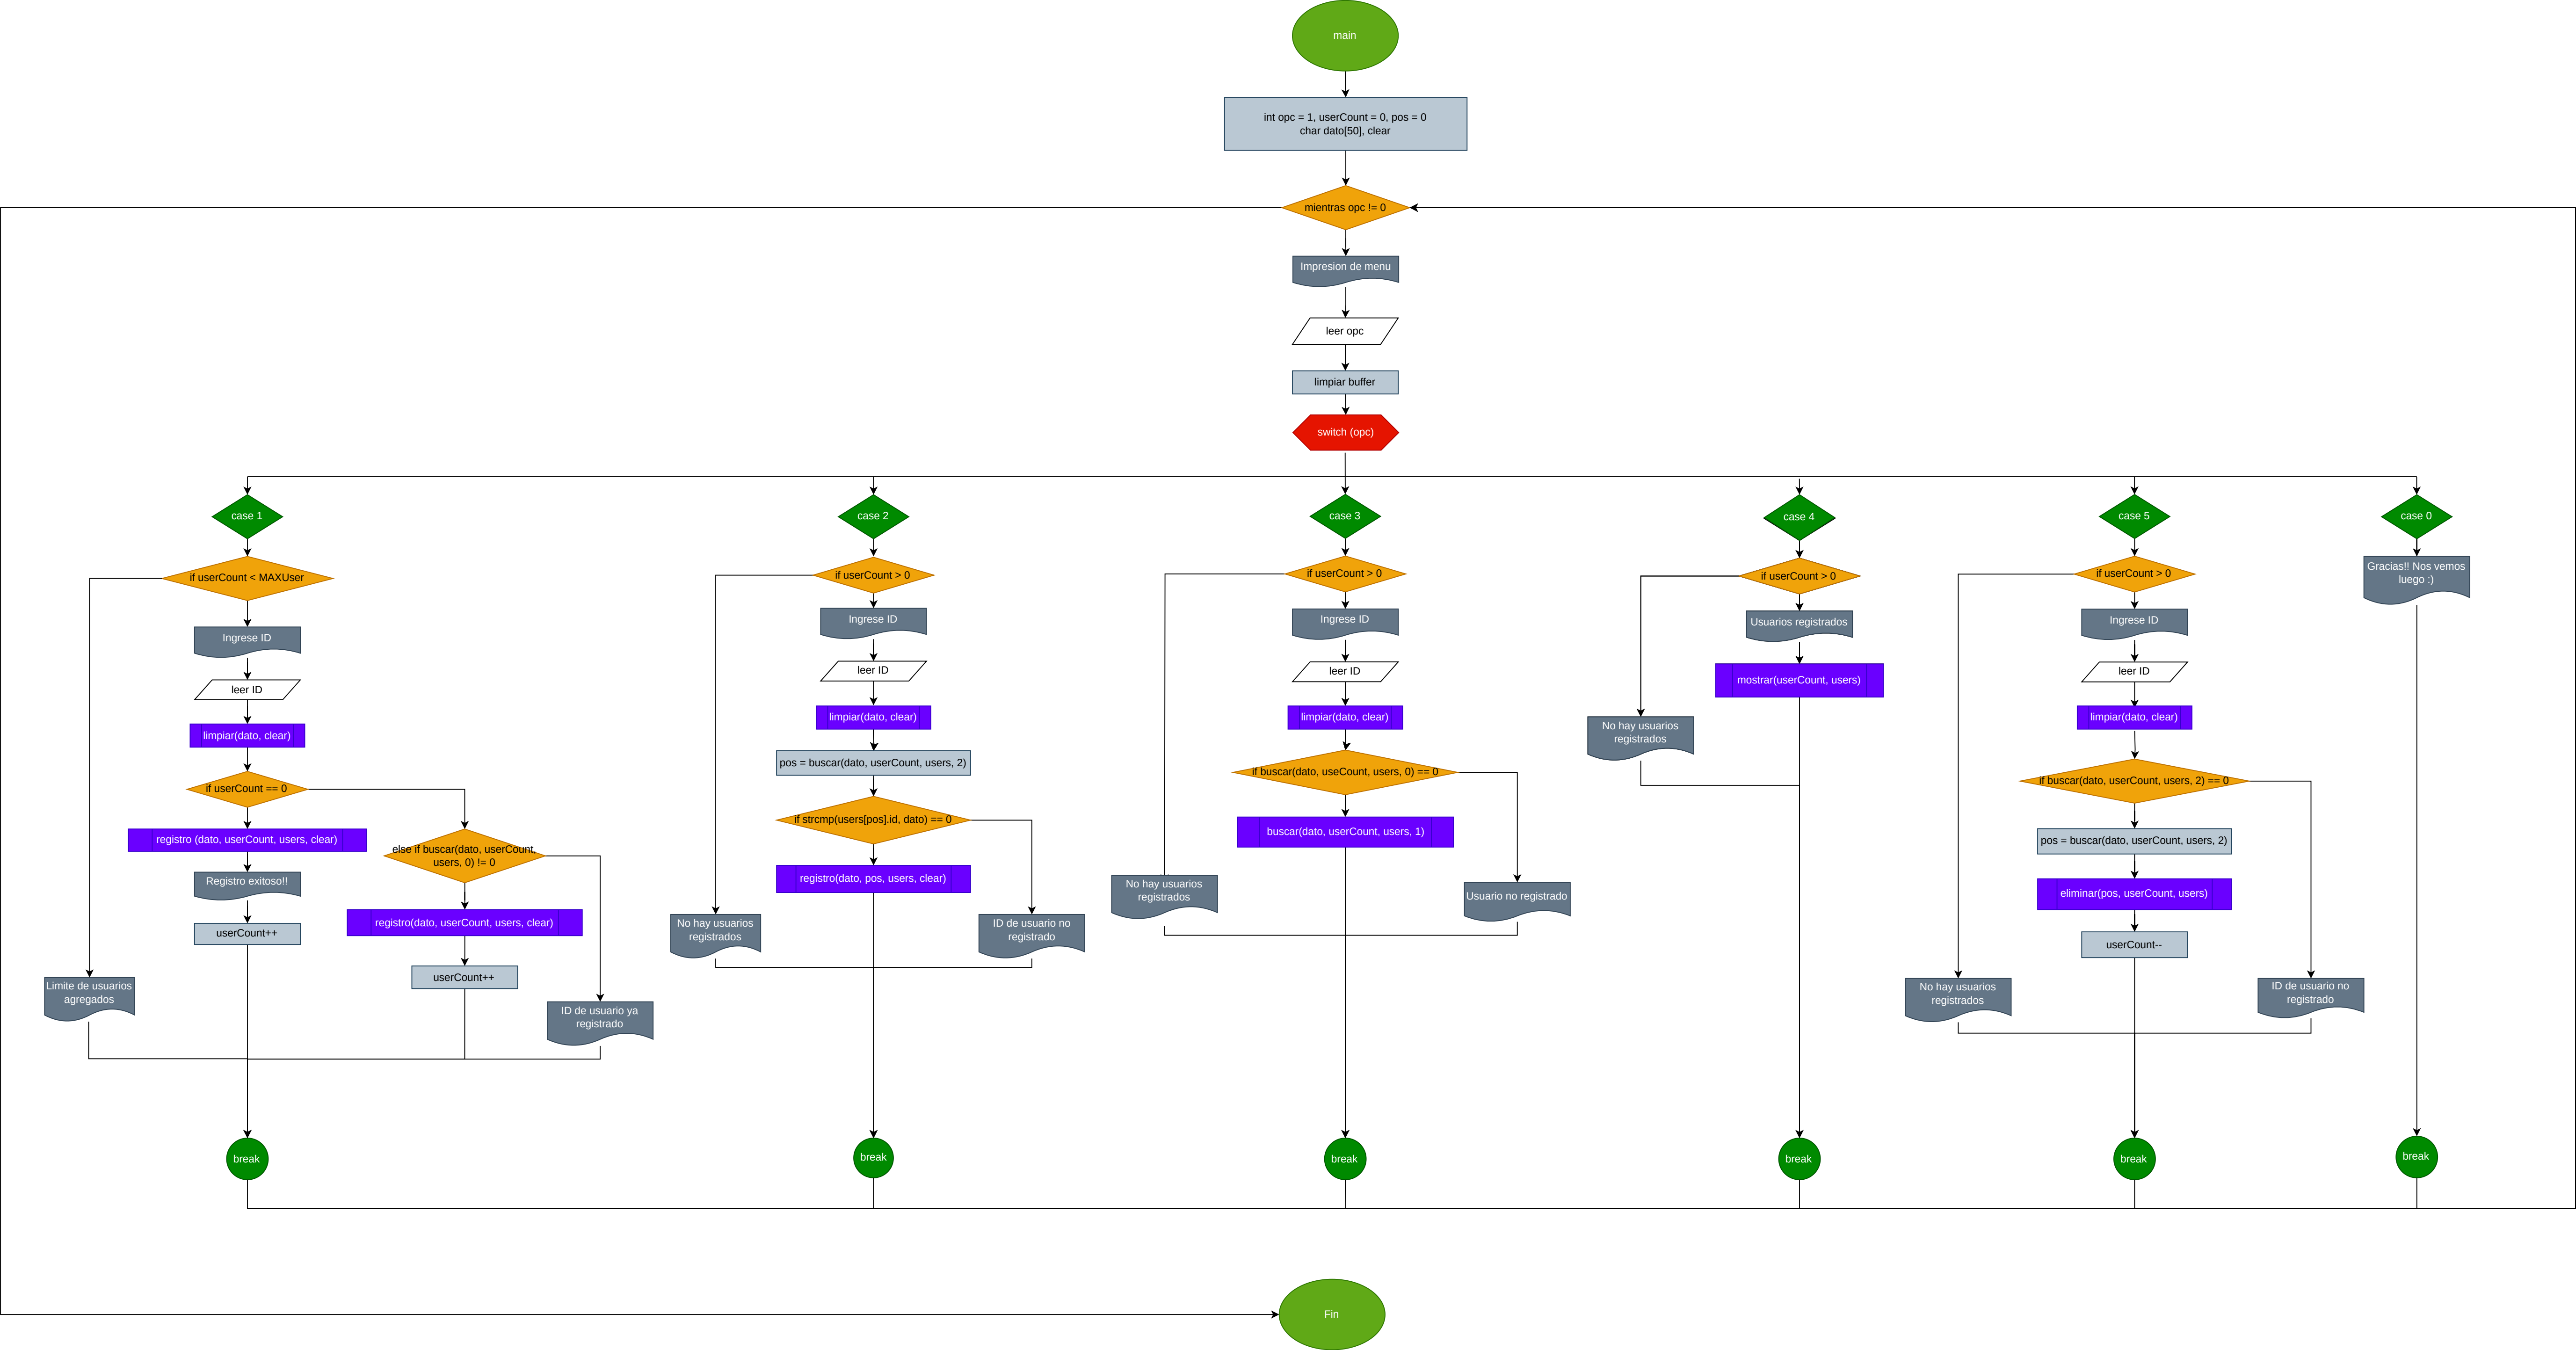 main
int opc = 1, userCount = 0, pos = 0
char dato[50], clear
mientras opc != 0
Impresion de menu
leer opc
limpiar buffer
switch (opc)
case 1
if userCount < MAXUser
Ingrese ID
leer ID
limpiar(dato, clear)
if userCount == 0
registro (dato, userCount, users, clear)
Registro exitoso!!
userCount++
else if buscar(dato, userCount,
users, 0) != 0
registro(dato, userCount, users, clear)
userCount++
Limite de usuarios
agregados
ID de usuario ya
registrado
break
case 2
if userCount > 0
Ingrese ID
leer ID
limpiar(dato, clear)
pos = buscar(dato, userCount, users, 2)
if strcmp(users[pos].id, dato) == 0
registro(dato, pos, users, clear)
No hay usuarios
registrados
ID de usuario no
registrado
break
case 3
if userCount > 0
Ingrese ID
leer ID
limpiar(dato, clear)
if buscar(dato, useCount, users, 0) == 0
buscar(dato, userCount, users, 1)
No hay usuarios
registrados
Usuario no registrado
break
case 4
if userCount > 0
Usuarios registrados
mostrar(userCount, users)
No hay usuarios
registrados
break
case 5
if userCount > 0
Ingrese ID
leer ID
limpiar(dato, clear)
if buscar(dato, userCount, users, 2) == 0
pos = buscar(dato, userCount, users, 2)
eliminar(pos, userCount, users)
userCount--
No hay usuarios
registrados
ID de usuario no
registrado
break
case 0
Gracias!! Nos vemos
luego :)
break
Fin